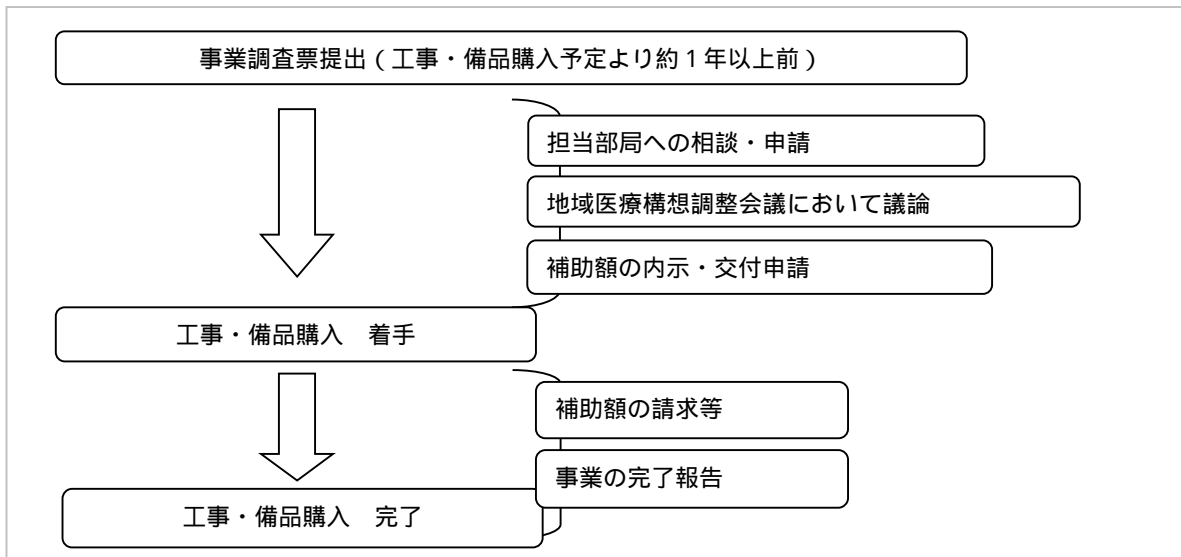 事業調査票提出（工事・備品購入予定より約１年以上前）
担当部局への相談・申請
地域医療構想調整会議において議論
補助額の内示・交付申請
工事・備品購入　着手
補助額の請求等
事業の完了報告
工事・備品購入　完了